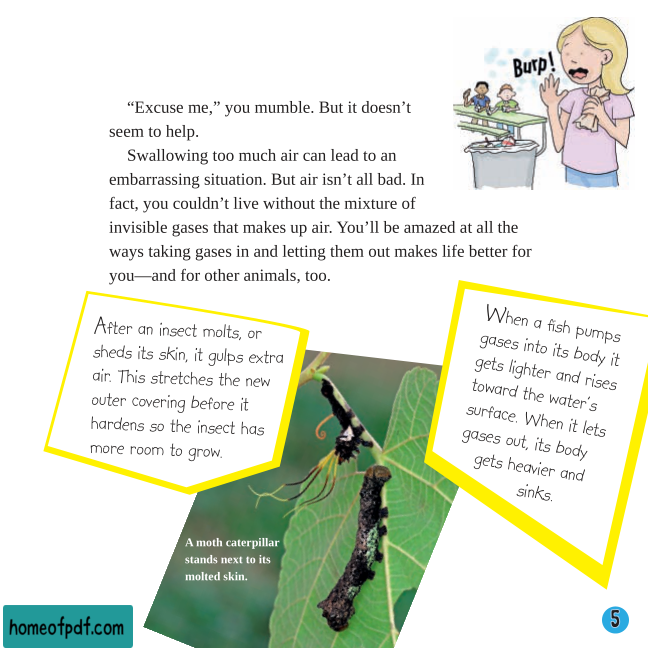 Burp!
“Excuse me,” you mumble. But it doesn’t
seem to help.
Swallowing too much air can lead to an
embarrassing situation. But air isn’t all bad. In
fact, you couldn’t live without the mixture of
invisible gases that makes up air. You’ll be amazed at all the
ways taking gases in and letting them out makes life better for
you—and for other animals, too.
After an insect molts, or
sheds its skin, it gulps extra
air. This stretches the new
outer covering before it
hardens so the insect has
more room to grow.
When a fish pumps
gases into its body it
gets lighter and rises
toward the water’s
surface. When it lets
gases out, its body
gets heavier and
sinks.
A moth caterpillar
stands next to its
molted skin.
5
homeofpdf.com